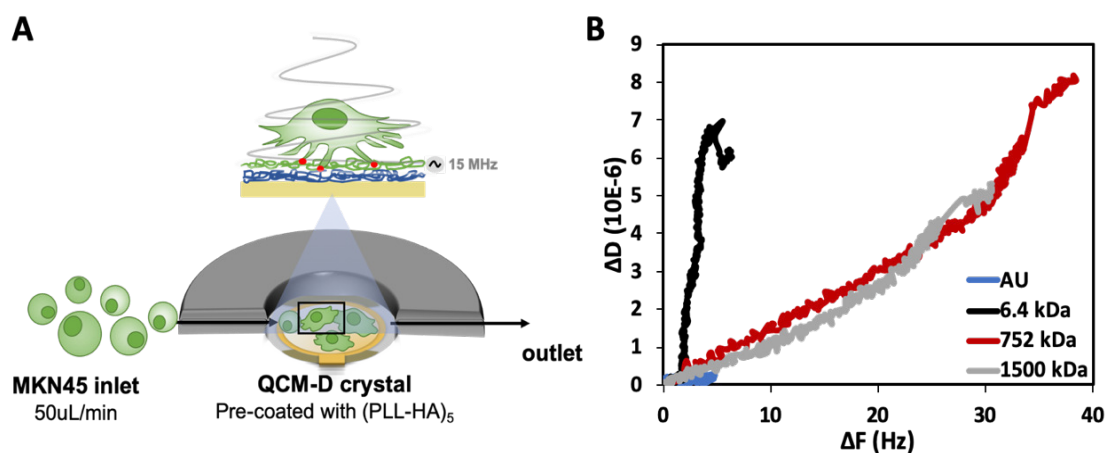 A
~ 15 MHz
MKN45 inlet
50uL/min
QCM-D crystal
Pre-coated with (PLL-HA)₅
outlet
B
ΔD (10E-6)
9
8
7
6
5
4
3
2
1
0
AU
6.4 kDa
752 kDa
1500 kDa
0 10 20 30 40
ΔF (Hz)